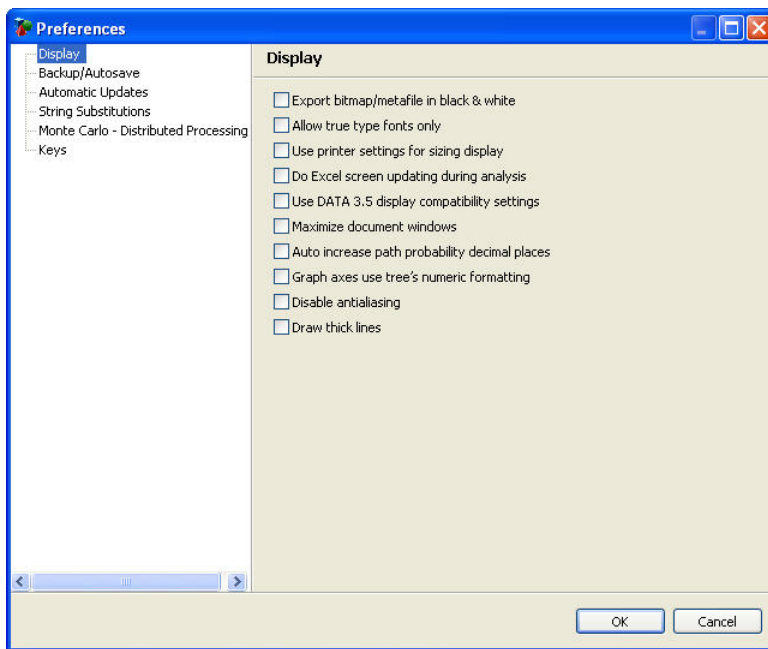 Preferences
Display
Backup/Autosave
Automatic Updates
String Substitutions
Monte Carlo - Distributed Processing
Keys
Display
Export bitmap/metafile in black & white
Allow true type fonts only
Use printer settings for sizing display
Do Excel screen updating during analysis
Use DATA 3.5 display compatibility settings
Maximize document windows
Auto increase path probability decimal places
Graph axes use tree's numeric formatting
Disable antialiasing
Draw thick lines
OK
Cancel